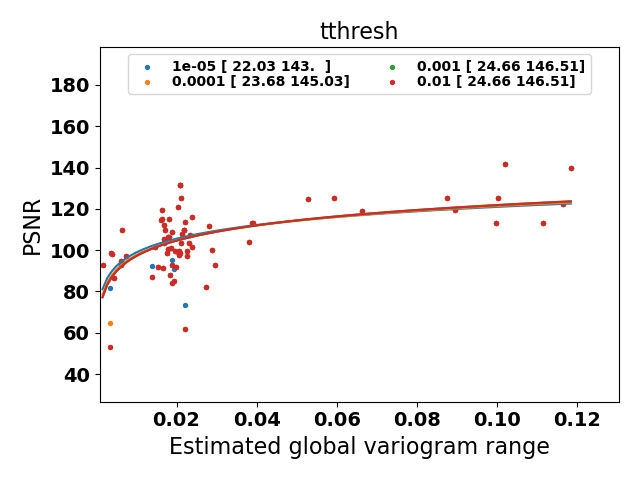 tthresh
1e-05 [ 22.03 143.  ]
0.0001 [ 23.68 145.03]
0.001 [ 24.66 146.51]
0.01 [ 24.66 146.51]
PSNR
180
160
140
120
100
80
60
40
0.02 0.04 0.06 0.08 0.10 0.12
Estimated global variogram range